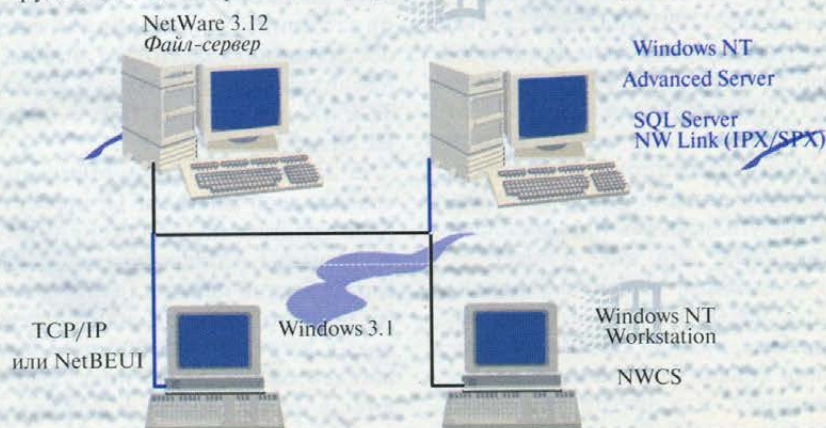 NetWare 3.12
Файл-сервер
Windows NT
Advanced Server
SQL Server
NW Link (IPX/SPX)
TCP/IP
или NetBEUI
Windows 3.1
Windows NT
Workstation
NWCS